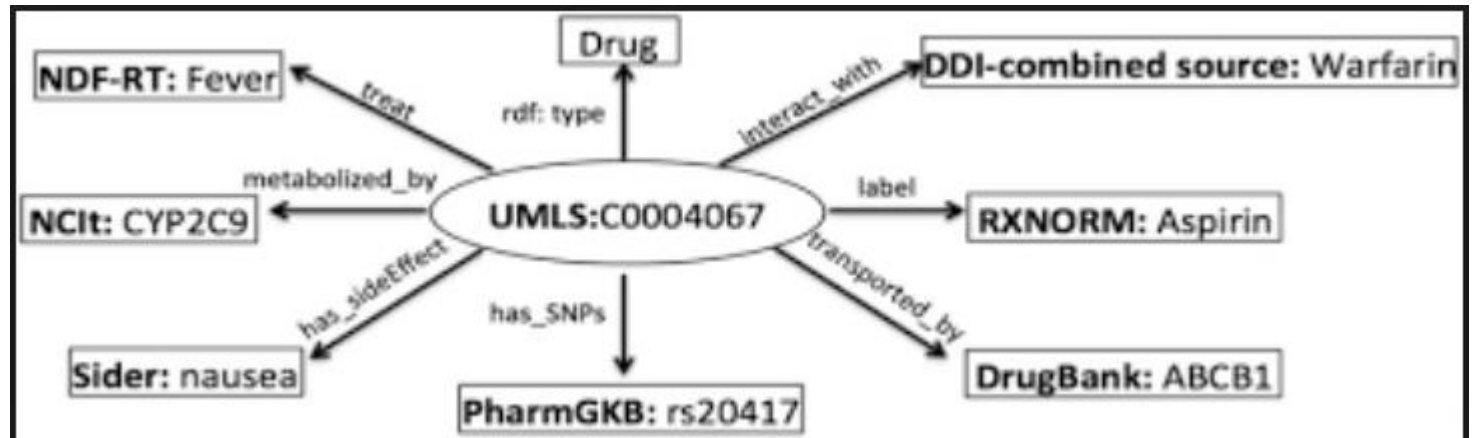 Drug
NDF-RT: Fever
DDI-combined source: Warfarin
treat
rdf: type
interact_with
metabolized_by
label
NCIt: CYP2C9
UMLS:C0004067
RXNORM: Aspirin
has_sideEffect
has_SNPs
transported_by
Sider: nausea
PharmGKB: rs20417
DrugBank: ABCB1